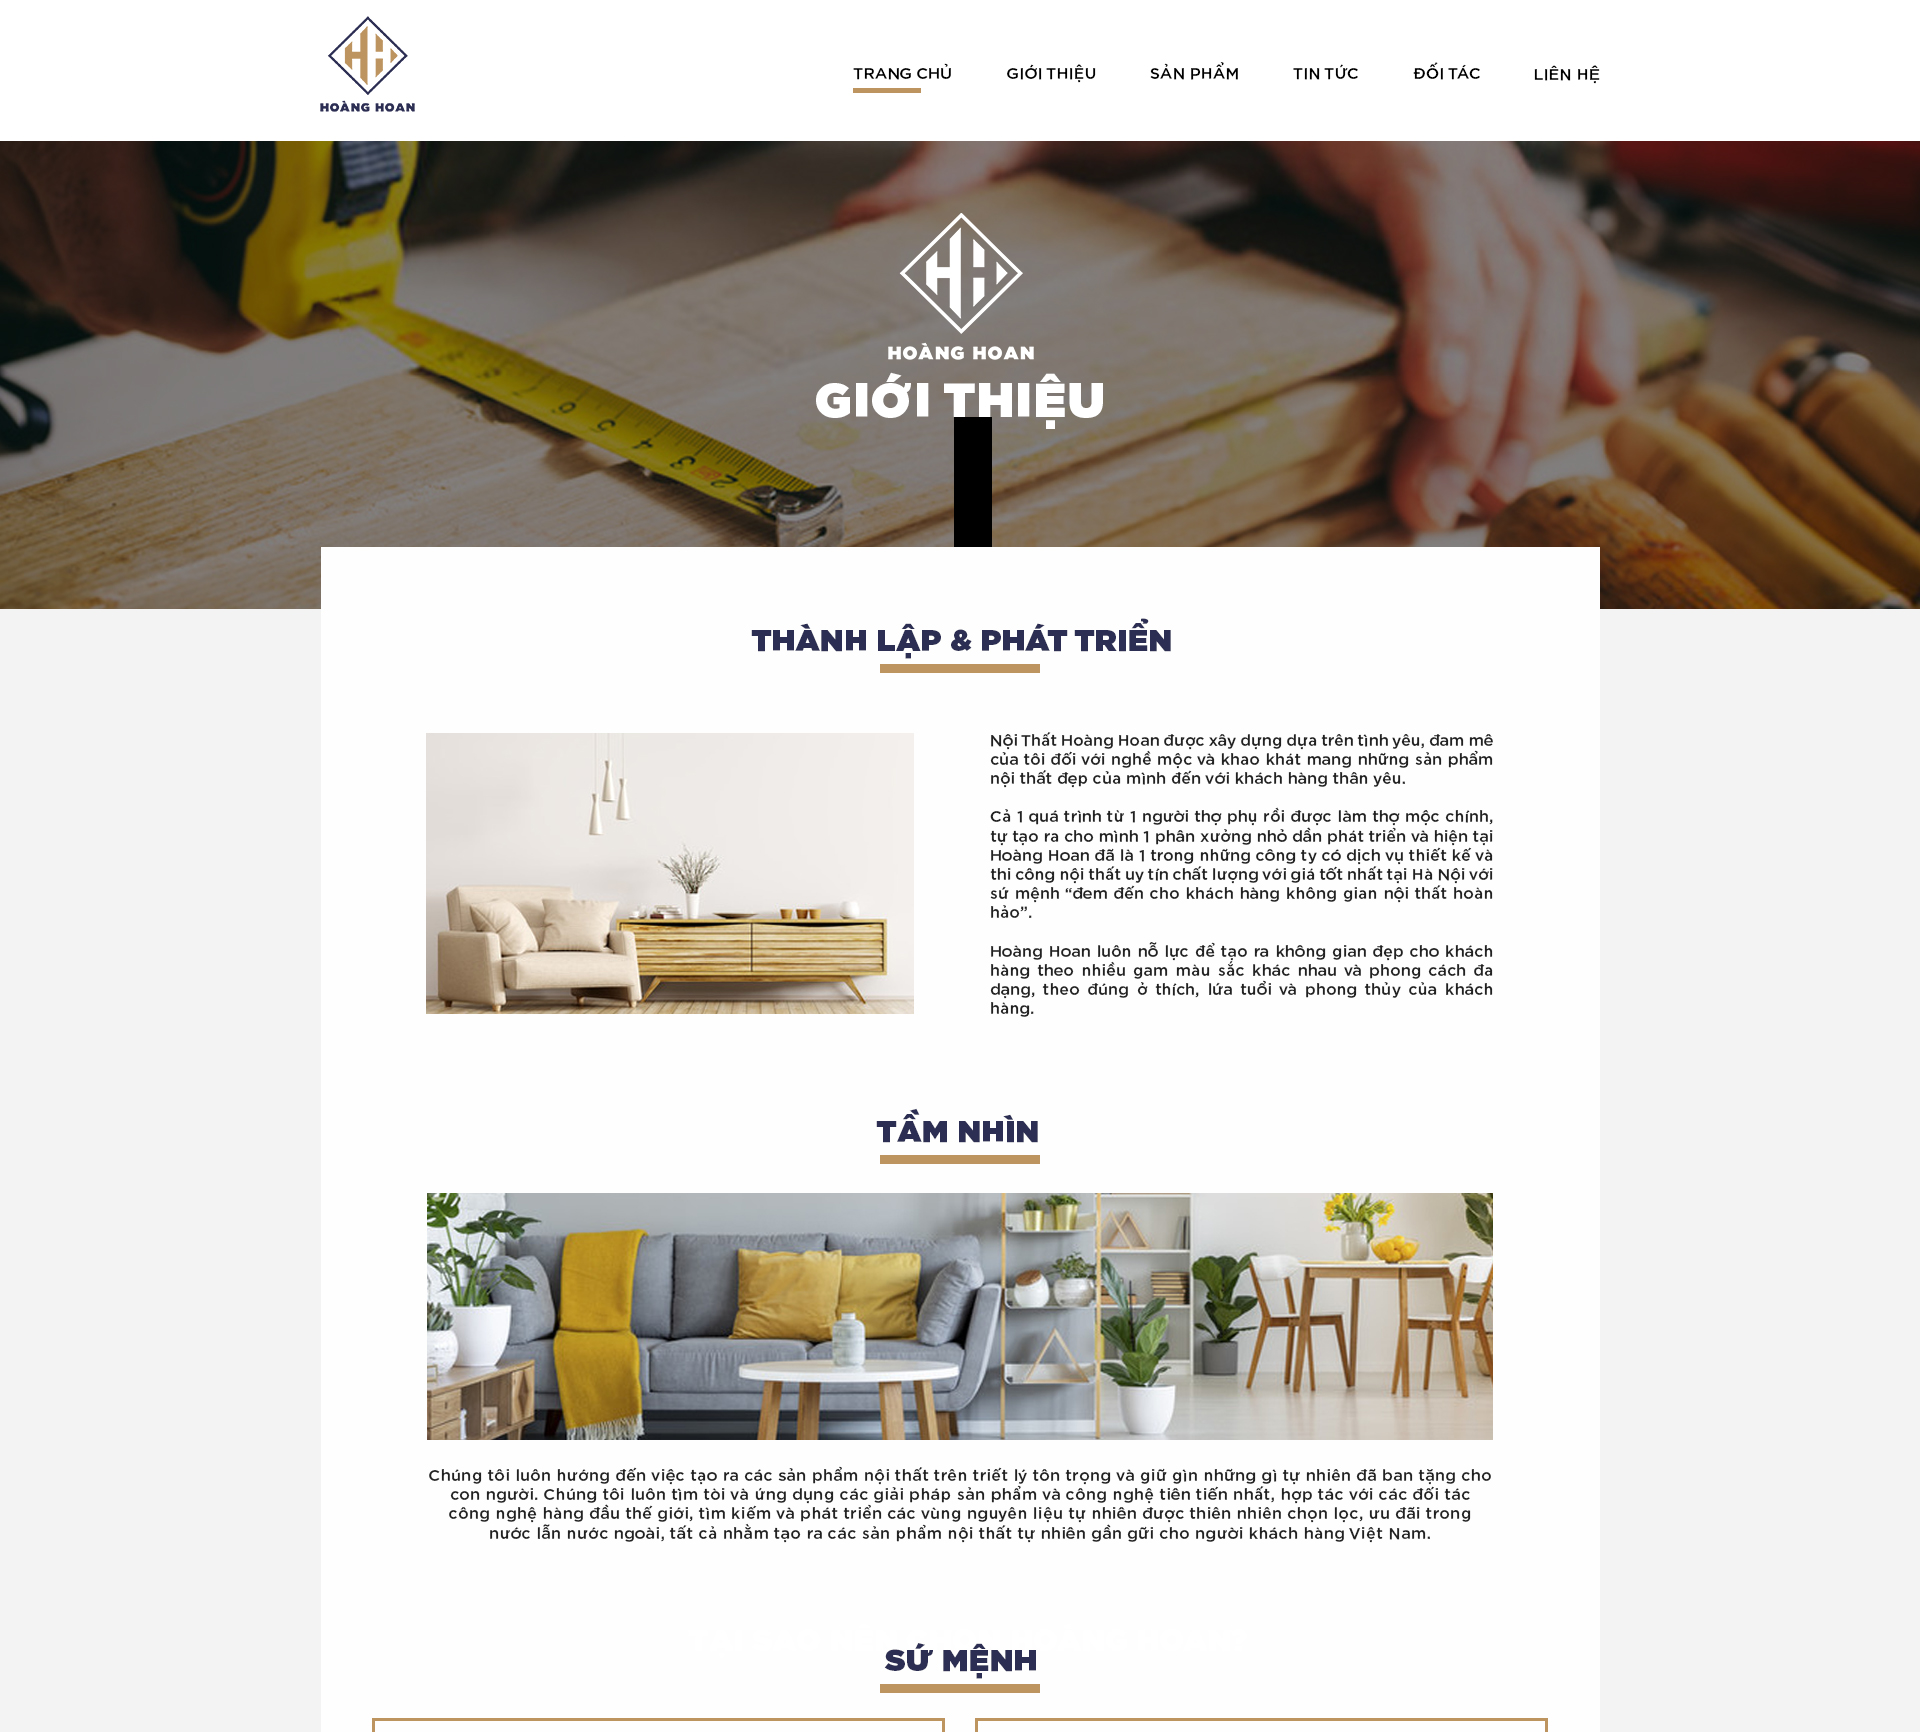 HOÀNG HOAN
TRANG CHỦ
GIỚI THIỆU
SẢN PHẨM
TIN TỨC
ĐỐI TÁC
LIÊN HỆ
HOÀNG HOAN
GIỚI THIỆU
5
4
3
2
THÀNH LẬP & PHÁT TRIỂN
Nội Thất Hoàng Hoan được xây dựng dựa trên tình yêu, đam mê
của tôi đối với nghề mộc và khao khát mang những sản phẩm
nội thất đẹp của mình đến với khách hàng thân yêu.
Cả 1 quá trình từ 1 người thợ phụ rồi được làm thợ mộc chính,
tự tạo ra cho mình 1 phân xưởng nhỏ dần phát triển và hiện tại
Hoàng Hoan đã là 1 trong những công ty có dịch vụ thiết kế và
thi công nội thất uy tín chất lượng với giá tốt nhất tại Hà Nội với
sứ mệnh “đem đến cho khách hàng không gian nội thất hoàn
hảo”.
Hoàng Hoan luôn nỗ lực để tạo ra không gian đẹp cho khách
hàng theo nhiều gam màu sắc khác nhau và phong cách đa
dạng, theo đúng ở thích, lứa tuổi và phong thủy của khách
hàng.
TẦM NHÌN
Chúng tôi luôn hướng đến việc tạo ra các sản phẩm nội thất trên triết lý tôn trọng và giữ gìn những gì tự nhiên đã ban tặng cho
con người. Chúng tôi luôn tìm tòi và ứng dụng các giải pháp sản phẩm và công nghệ tiên tiến nhất, hợp tác với các đối tác
công nghệ hàng đầu thế giới, tìm kiếm và phát triển các vùng nguyên liệu tự nhiên được thiên nhiên chọn lọc, ưu đãi trong
nước lẫn nước ngoài, tất cả nhằm tạo ra các sản phẩm nội thất tự nhiên gần gũi cho người khách hàng Việt Nam.
SỨ MỆNH